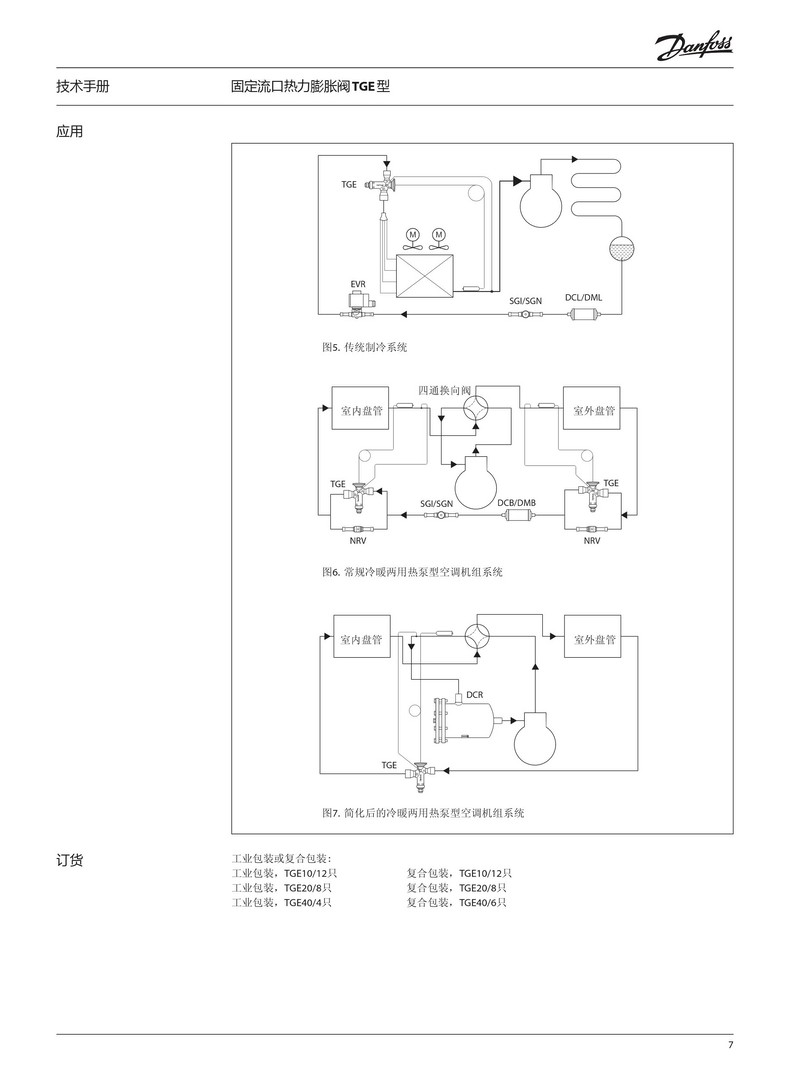 Danfoss
技术手册
固定流口热力膨胀阀 TGE 型
应用
TGE
M M
EVR
SGI/SGN
DCL/DML
图5. 传统制冷系统
四通换向阀
室内盘管
室外盘管
TGE
TGE
SGI/SGN
DCB/DMB
NRV
NRV
图6. 常规冷暖两用热泵型空调机组系统
室内盘管
室外盘管
DCR
TGE
图7. 简化后的冷暖两用热泵型空调机组系统
订货
工业包装或复合包装:
工业包装，TGE10/12只 复合包装，TGE10/12只
工业包装，TGE20/8只 复合包装，TGE20/8只
工业包装，TGE40/4只 复合包装，TGE40/6只
7